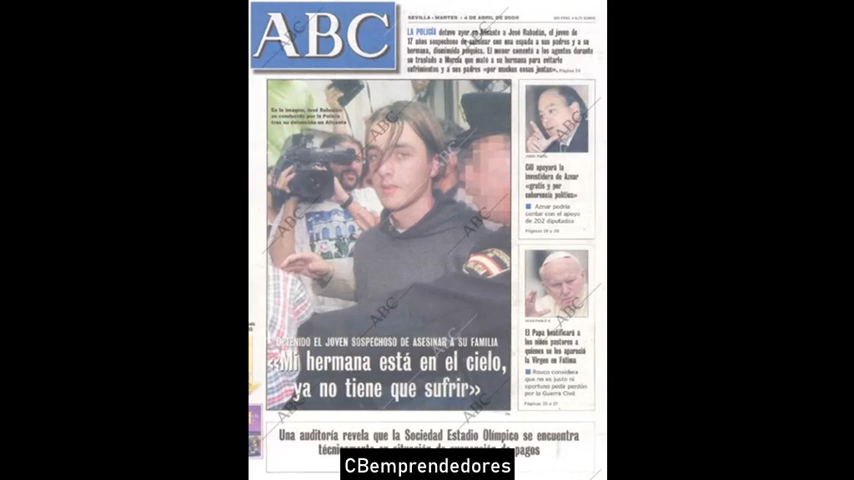 ABC
SEVILLA - MARTES - 4 DE ABRIL DE 2000
LA POLICÍA detuvo ayer en Alicante a José Rabadán, el joven de
17 años sospechoso de asesinar con una espada a sus padres y a su
hermana, disminuida psíquica. El menor comentó a los agentes durante
su traslado a Murcia que mató a su hermana para evitarle
sufrimientos y a sus padres «por muchas cosas juntas».
En la imagen, José Rabadán
es conducido por la Policía
tras su detención en Alicante
DETENIDO EL JOVEN SOSPECHOSO DE ASESINAR A SU FAMILIA
«Mi hermana está en el cielo,
ya no tiene que sufrir»
CiU apoyará la
investidura de Aznar
«gratis y por
coherencia política»
Aznar podría
contar con el apoyo
de 202 diputados
El Papa beatificará a
los niños pastores a
quienes se les apareció
la Virgen en Fátima
Rouco considera
que no es justo ni
oportuno pedir perdón
por la Guerra Civil
Páginas
Una auditoría revela que la Sociedad Estadio Olímpico se encuentra
técnicamente en situación de suspensión de pagos
CBemprendedores